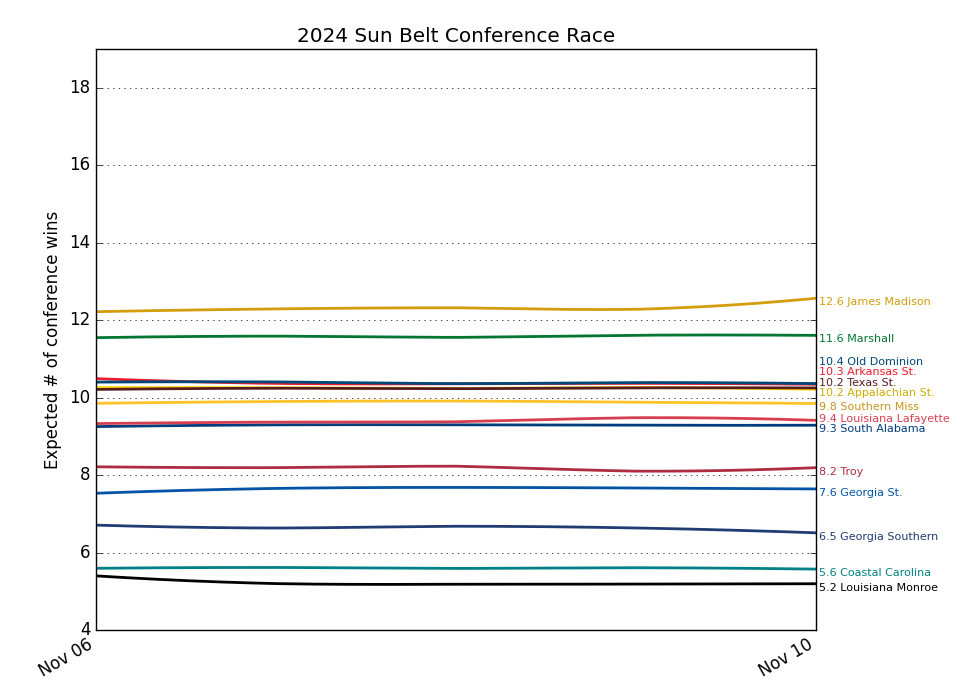 2024 Sun Belt Conference Race
Expected # of conference wins
18
16
14
12
10
8
6
4
Nov 06
Nov 10
12.6 James Madison
11.6 Marshall
10.4 Old Dominion
10.3 Arkansas St.
10.2 Texas St.
10.2 Appalachian St.
9.8 Southern Miss
9.4 Louisiana Lafayette
9.3 South Alabama
8.2 Troy
7.6 Georgia St.
6.5 Georgia Southern
5.6 Coastal Carolina
5.2 Louisiana Monroe